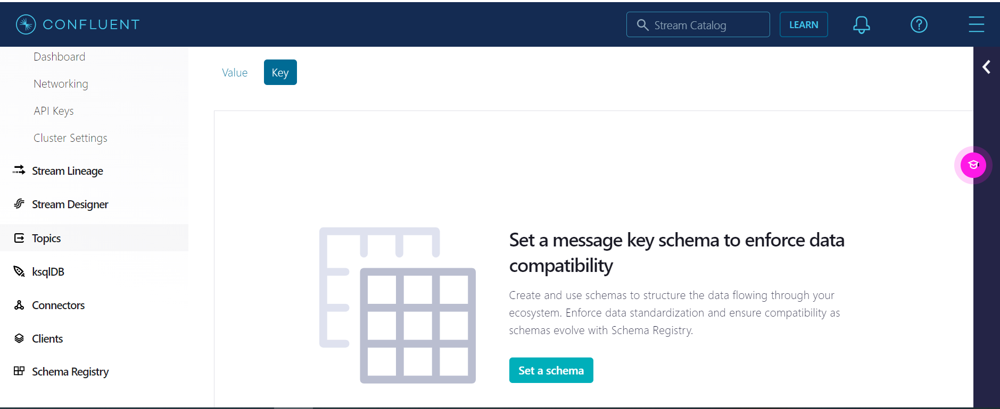 CONFLUENT
Stream Catalog
LEARN
Dashboard
Networking
API Keys
Cluster Settings
Stream Lineage
Stream Designer
Topics
ksqlDB
Connectors
Clients
Schema Registry
Value
Key
Set a message key schema to enforce data
compatibility
Create and use schemas to structure the data flowing through your
ecosystem. Enforce data standardization and ensure compatibility as
schemas evolve with Schema Registry.
Set a schema